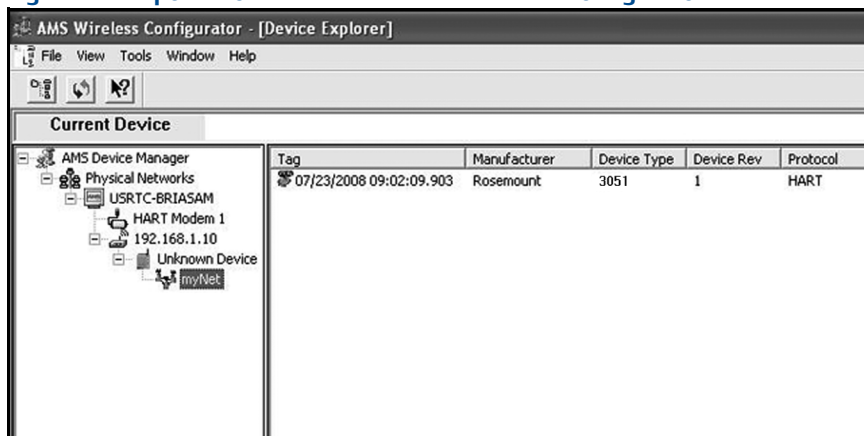 AMS Wireless Configurator - [Device Explorer]
File View Tools Window Help
Current Device
AMS Device Manager
Physical Networks
USRTC-BRIASAM
HART Modem 1
192.168.1.10
Unknown Device
myNet
Tag Manufacturer Device Type Device Rev Protocol
07/23/2008 09:02:09.903 Rosemount 3051 1 HART